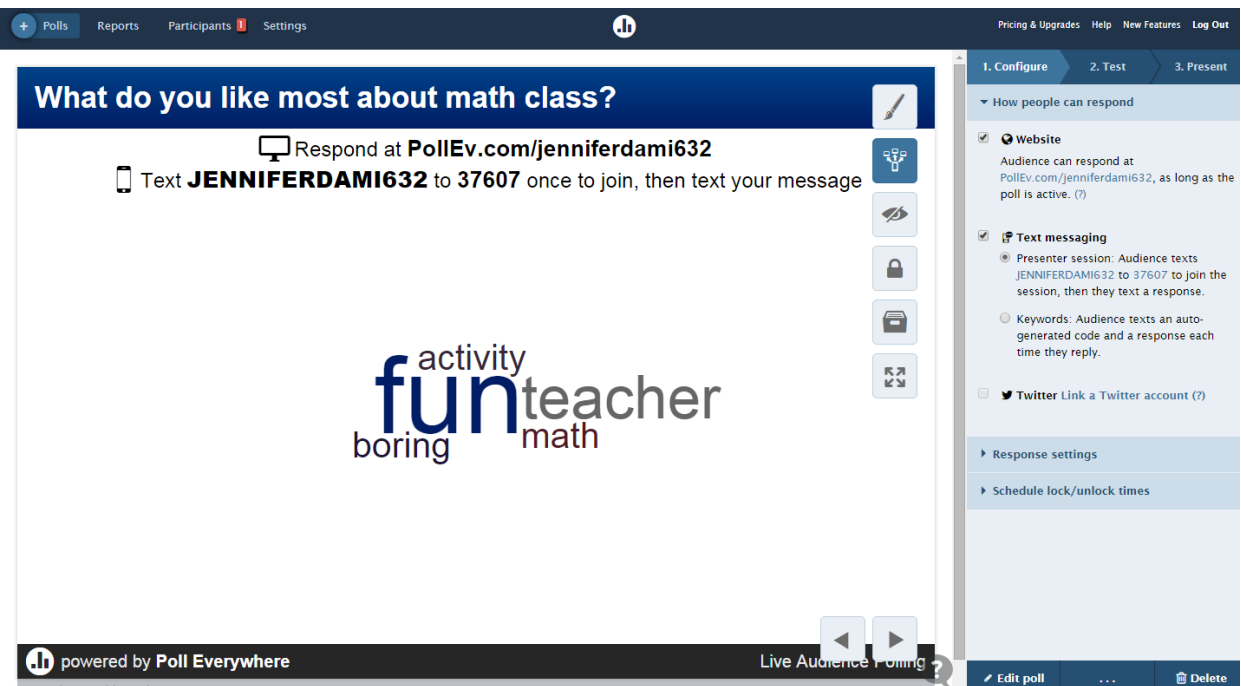 + Polls Reports Participants 1 Settings
Pricing & Upgrades Help New Features Log Out
What do you like most about math class?
Respond at PollEv.com/jenniferdami632
Text JENNIFERDAMI632 to 37607 once to join, then text your message
activity
fun
teacher
boring
math
powered by Poll Everywhere
Live Audience Polling
?
1. Configure 2. Test 3. Present
How people can respond
Website
Audience can respond at
PollEv.com/jenniferdami632, as long as the
poll is active. (?)
Text messaging
Presenter session: Audience texts
JENNIFERDAMI632 to 37607 to join the
session, then they text a response.
Keywords: Audience texts an auto-
generated code and a response each
time they reply.
Twitter Link a Twitter account (?)
Response settings
Schedule lock/unlock times
Edit poll ... Delete